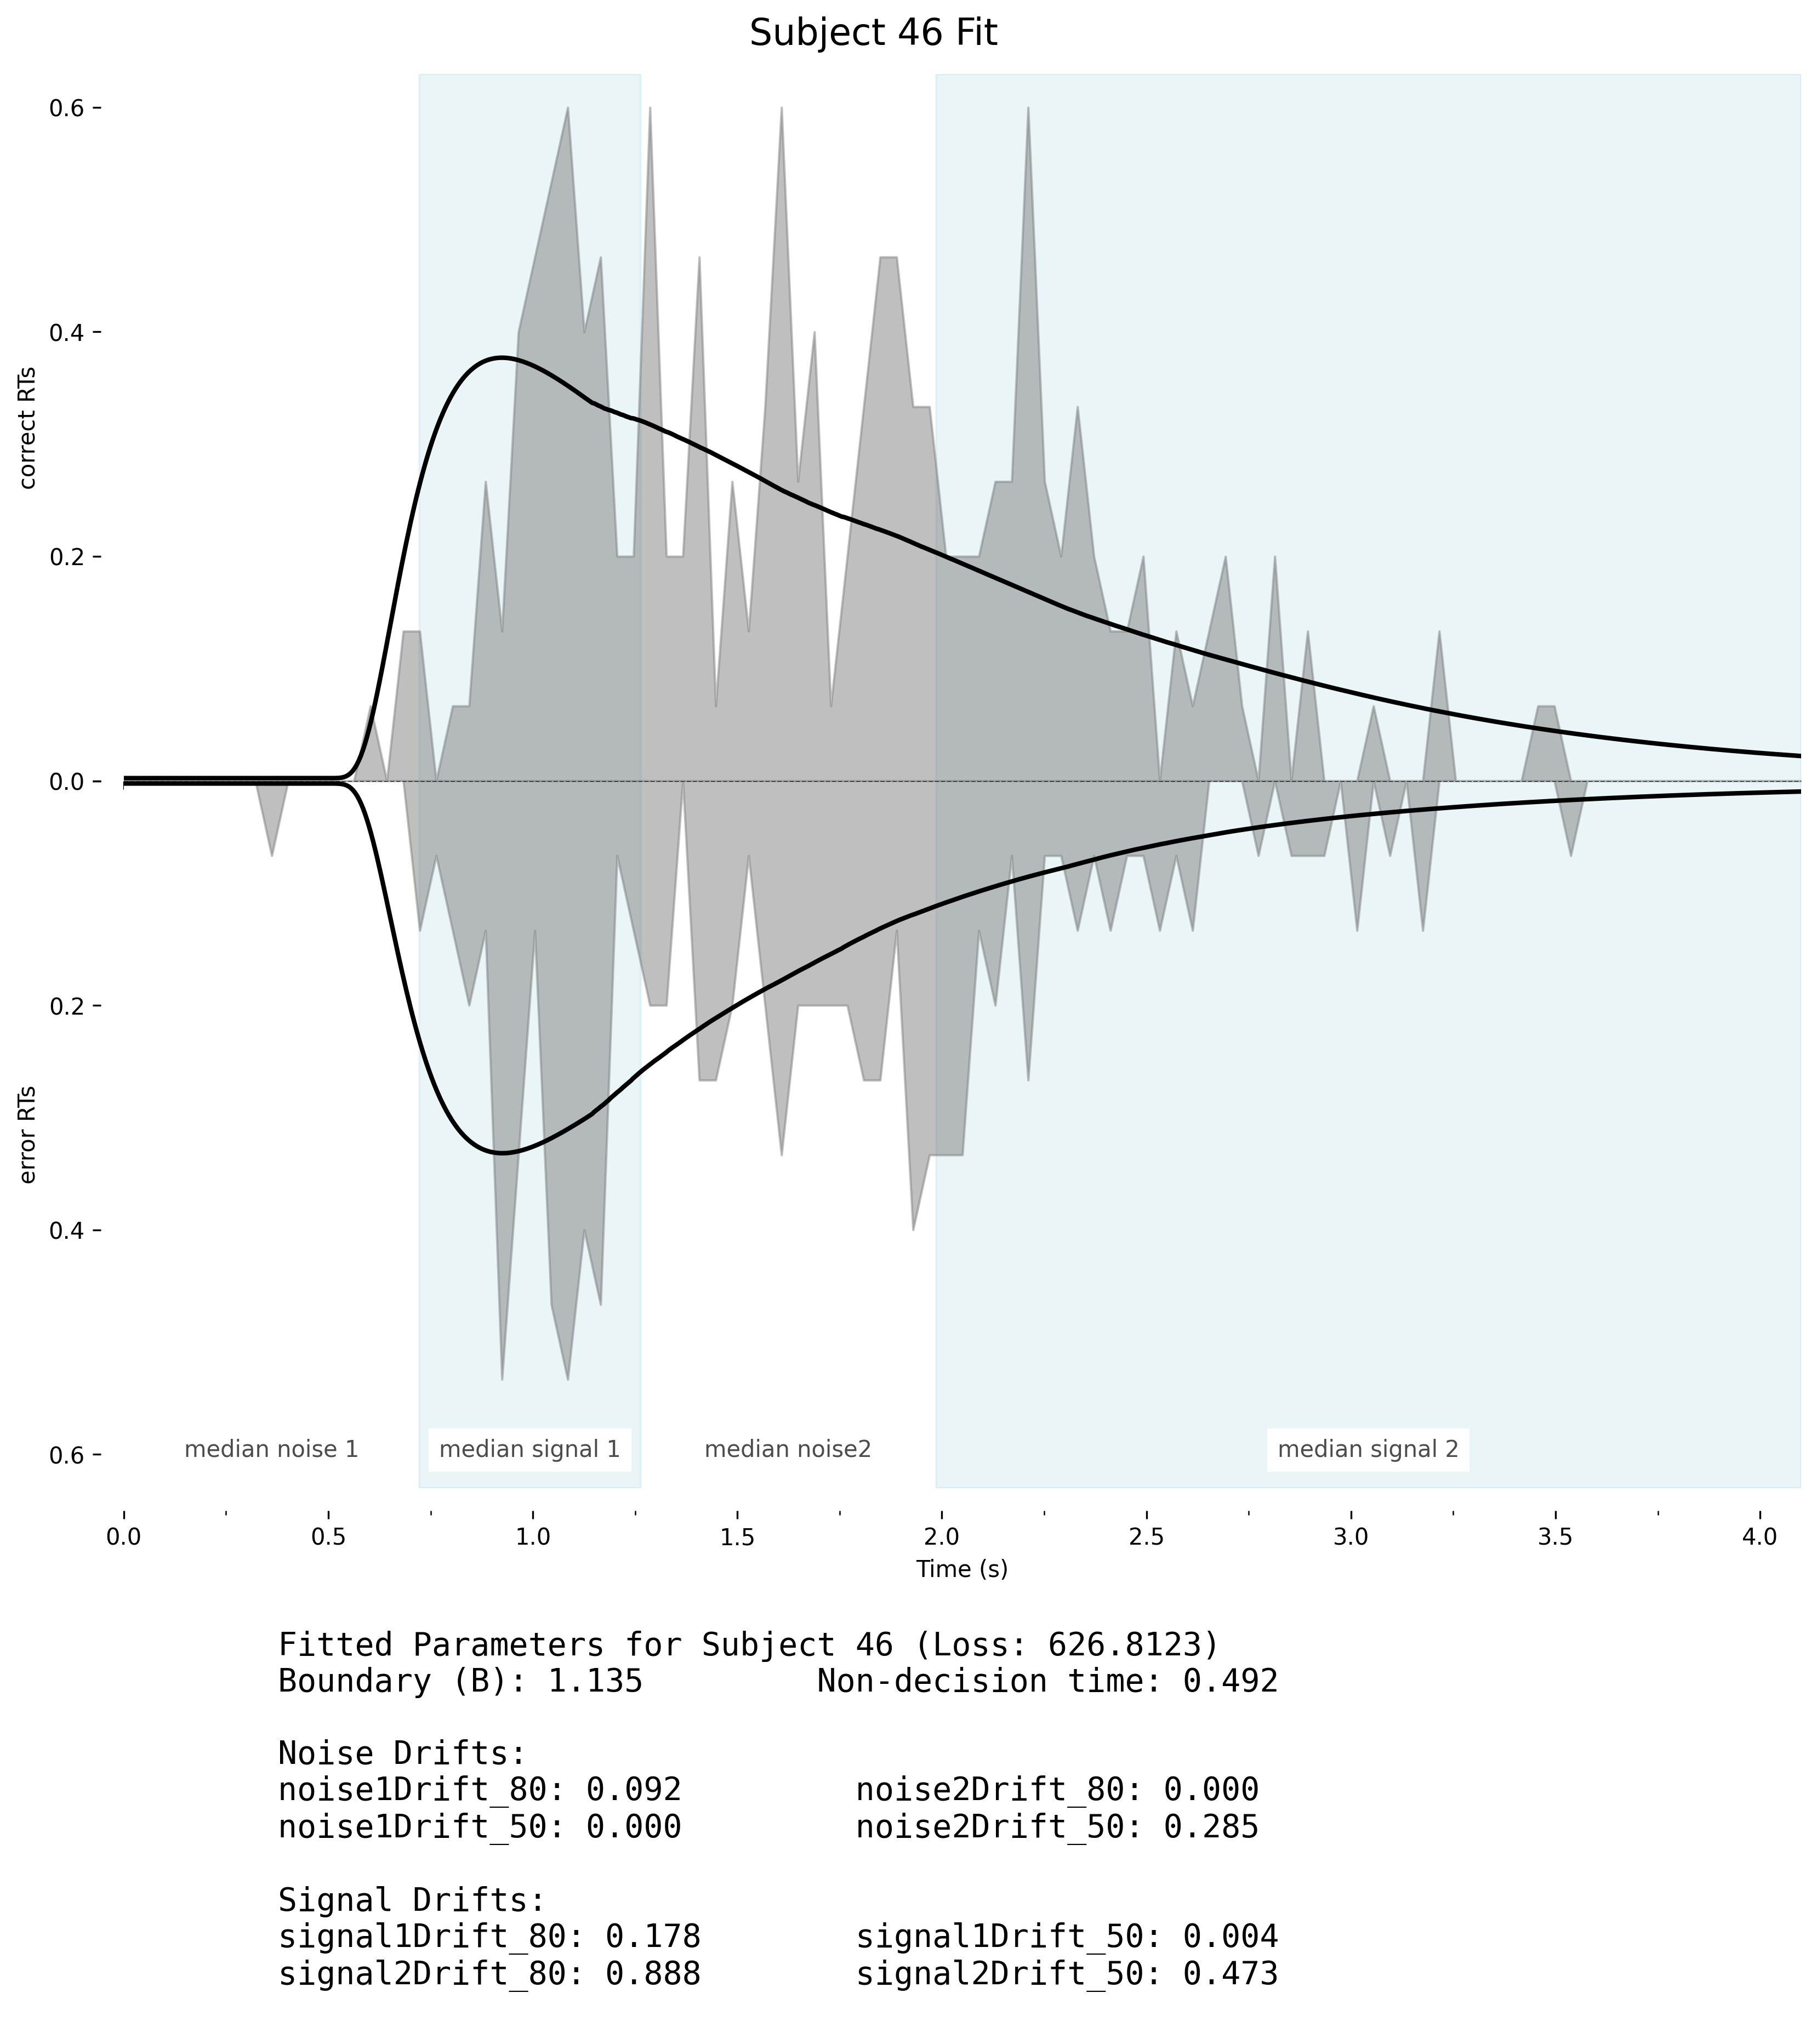 Subject 46 Fit
0.6
0.4
0.2
0.0
0.2
0.4
0.6
correct RTs
error RTs
median noise 1
median signal 1
median noise2
median signal 2
0.0 0.5 1.0 1.5 2.0 2.5 3.0 3.5 4.0
Time (s)
Fitted Parameters for Subject 46 (Loss: 626.8123)
Boundary (B): 1.135 Non-decision time: 0.492
Noise Drifts:
noise1Drift_80: 0.092 noise2Drift_80: 0.000
noise1Drift_50: 0.000 noise2Drift_50: 0.285
Signal Drifts:
signal1Drift_80: 0.178 signal1Drift_50: 0.004
signal2Drift_80: 0.888 signal2Drift_50: 0.473